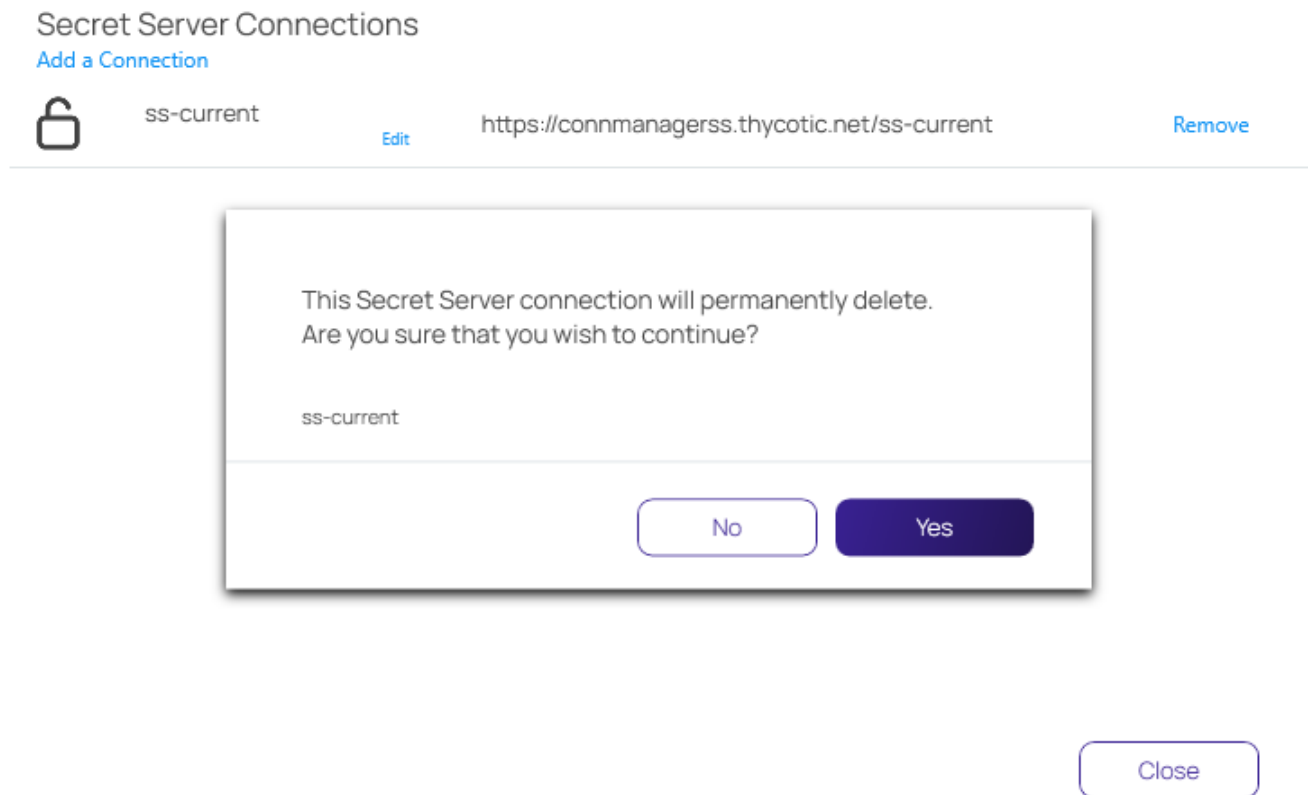 Secret Server Connections
Add a Connection
ss-current
Edit
https://connmanagerss.thycotic.net/ss-current
Remove
This Secret Server connection will permanently delete.
Are you sure that you wish to continue?
ss-current
No
Yes
Close